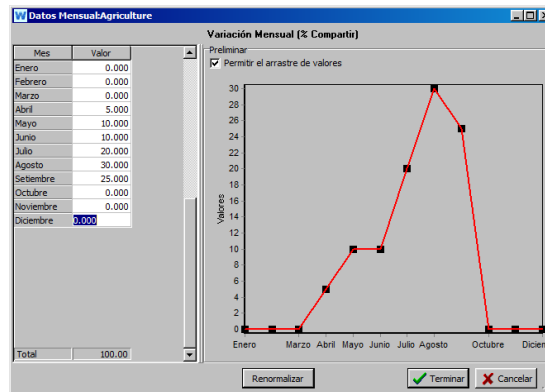 W Datos Mensual:Agriculture
Variación Mensual (% Compartir)
Mes Valor
Enero 0.000
Febrero 0.000
Marzo 0.000
Abril 5.000
Mayo 10.000
Junio 10.000
Julio 20.000
Agosto 30.000
Setiembre 25.000
Octubre 0.000
Noviembre 0.000
Diciembre 0.000
Total 100.00
Preliminar
Permitir el arrastre de valores
Valores
30
28
26
24
22
20
18
16
14
12
10
8
6
4
2
0
Enero Marzo Abril Mayo Junio Julio Agosto Octubre Dicien
Renormalizar Terminar Cancelar